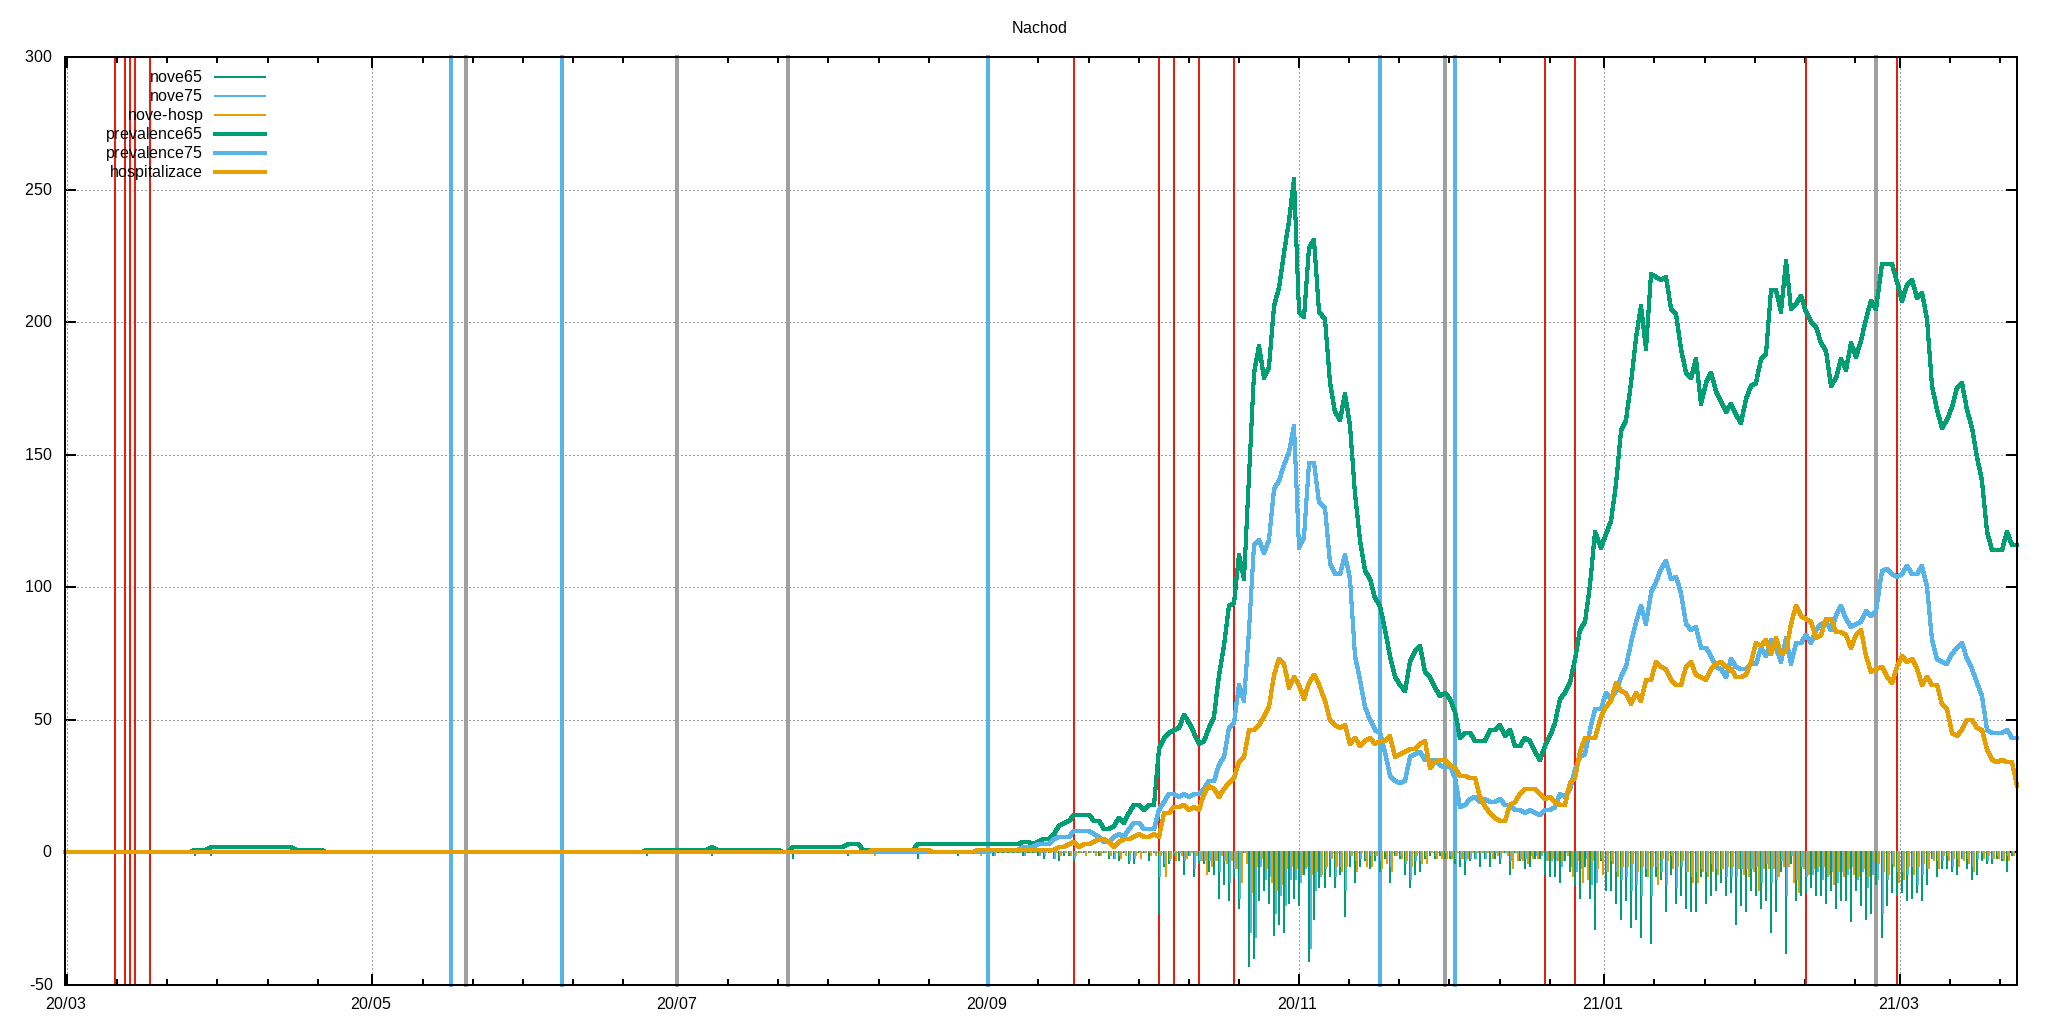 Nachod
300
nove65
nove75
nove-hosp
prevalence65
prevalence75
hospitalizace
250
200
150
100
50
0
-50
20/03 20/05 20/07 20/09 20/11 21/01 21/03